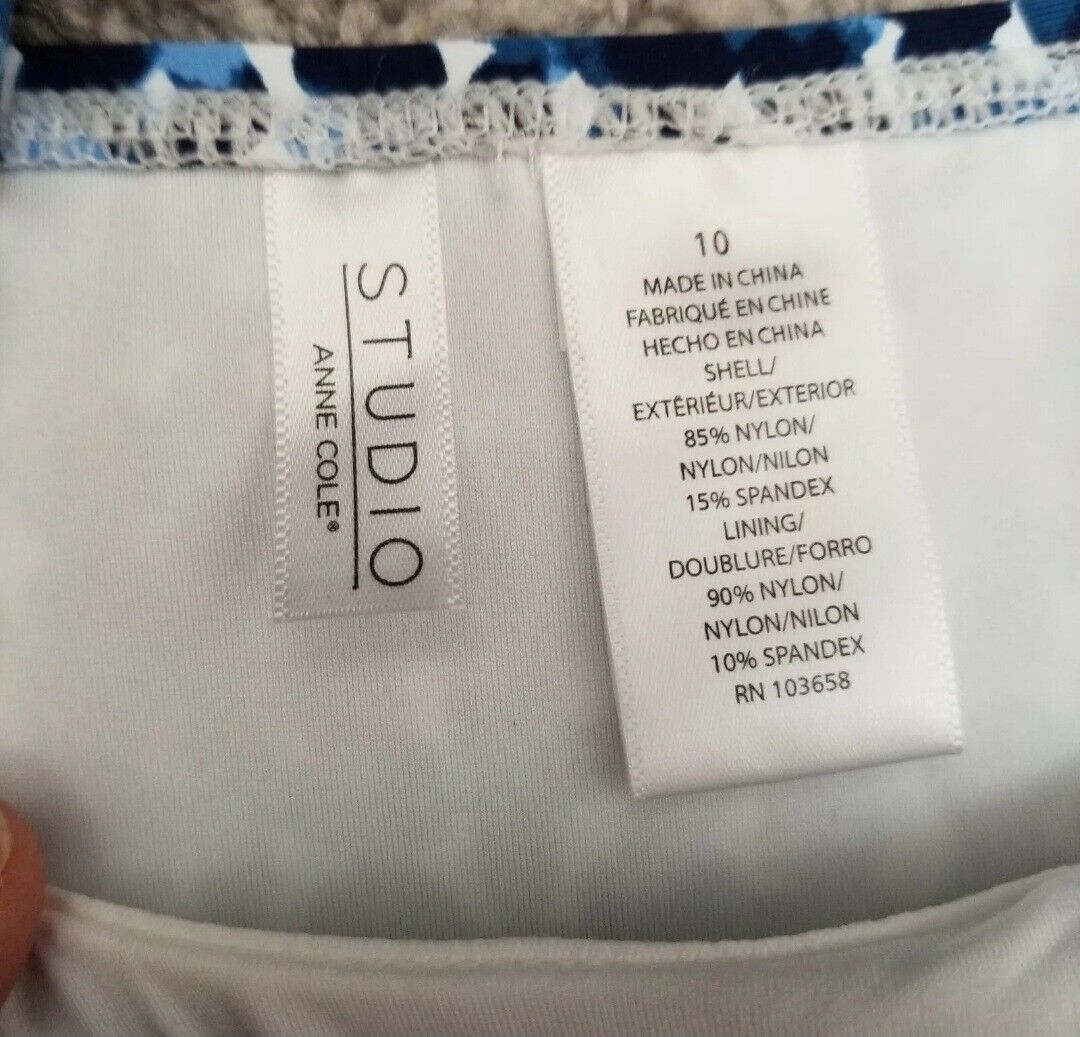 STUDIO
ANNE COLE®
10
MADE IN CHINA
FABRIQUÉ EN CHINE
HECHO EN CHINA
SHELL/
EXTÉRIÉUR/EXTERIOR
85% NYLON/
NYLON/NILON
15% SPANDEX
LINING/
DOUBLURE/FORRO
90% NYLON/
NYLON/NILON
10% SPANDEX
RN 103658